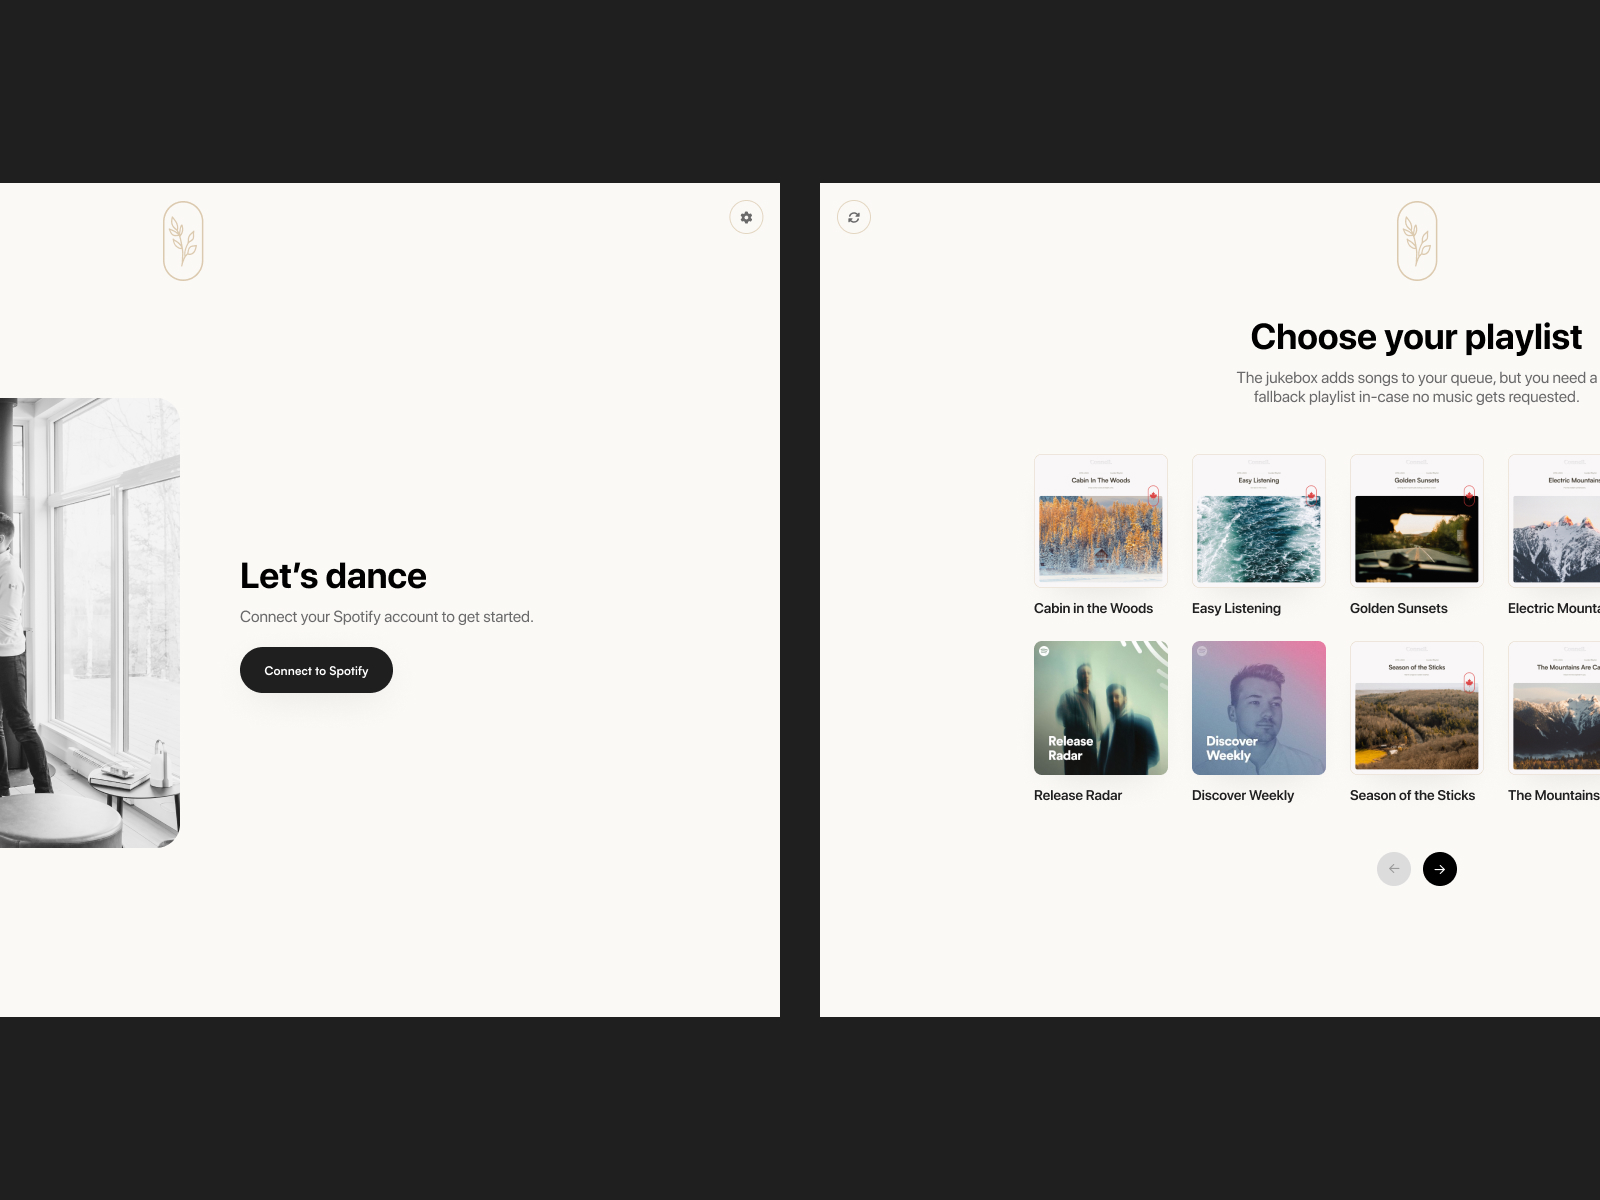 Let’s dance
Connect your Spotify account to get started.
Connect to Spotify
Choose your playlist
The jukebox adds songs to your queue, but you need a
fallback playlist in-case no music gets requested.
Cabin In The Woods
Easy Listening
Golden Sunsets
Electric Mountains
Cabin in the Woods
Easy Listening
Golden Sunsets
Electric Mounta
Release
Radar
Discover
Weekly
Season of the Sticks
The Mountains Are Ca
Release Radar
Discover Weekly
Season of the Sticks
The Mountains